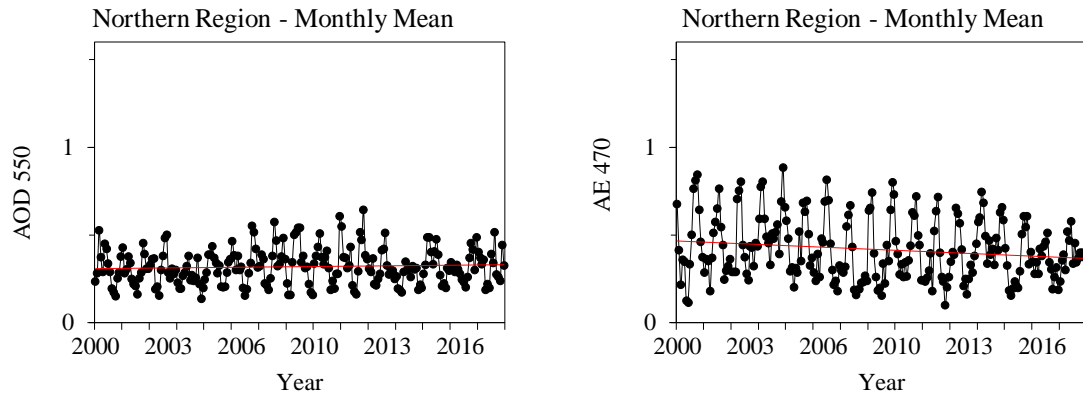 Northern Region - Monthly Mean
AOD 550
1
0
2000 2003 2006 2010 2013 2016
Year
Northern Region - Monthly Mean
AE 470
1
0
2000 2003 2006 2010 2013 2016
Year